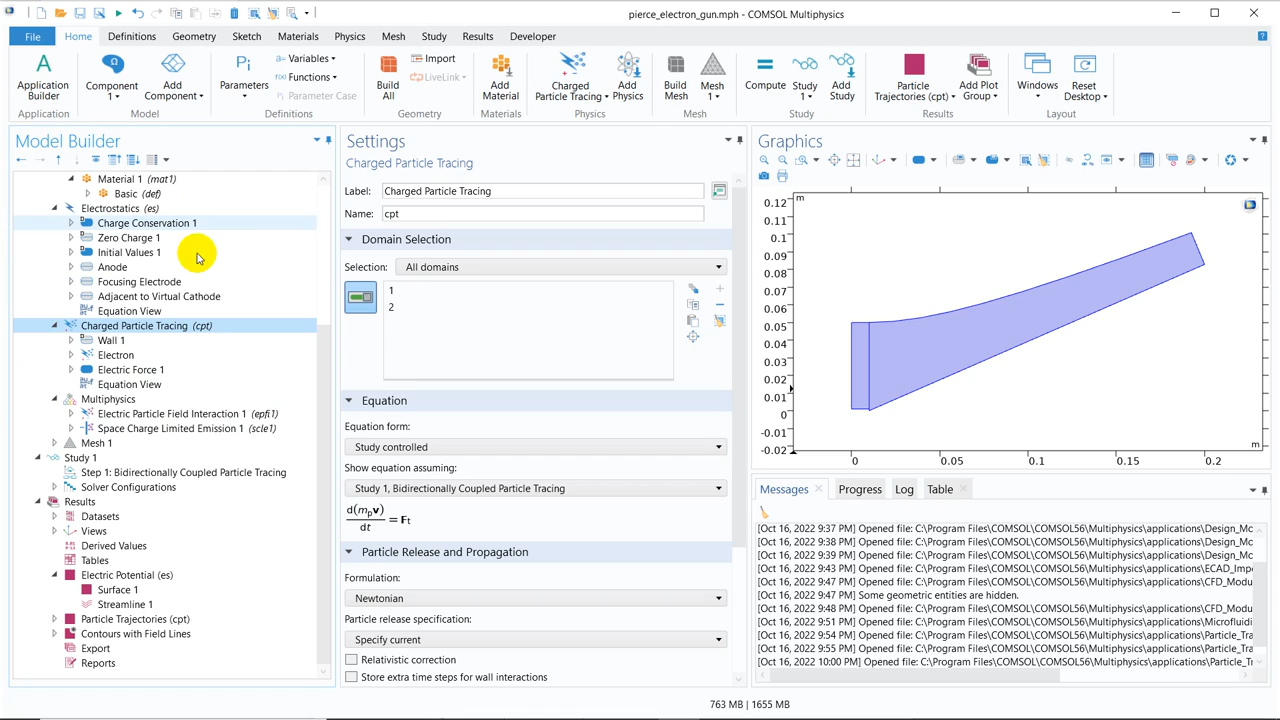 pierce_electron_gun.mph - COMSOL Multiphysics
File Home Definitions Geometry Sketch Materials Physics Mesh Study Results Developer
Application Builder
Component 1
Add Component
Parameters
Variables
Functions
Parameter Case
Build All
Import
LiveLink
Add Material
Charged Particle Tracing
Add Physics
Build Mesh
Mesh 1
Compute
Study 1
Add Study
Particle Trajectories (cpt)
Add Plot Group
Windows
Reset Desktop
Application Model Definitions Geometry Materials Physics Mesh Study Results Layout
Model Builder
Material 1 (mat1)
Basic (def)
Electrostatics (es)
Charge Conservation 1
Zero Charge 1
Initial Values 1
Anode
Focusing Electrode
Adjacent to Virtual Cathode
Equation View
Charged Particle Tracing (cpt)
Wall 1
Electron
Electric Force 1
Equation View
Multiphysics
Electric Particle Field Interaction 1 (epfi1)
Space Charge Limited Emission 1 (scle1)
Mesh 1
Study 1
Step 1: Bidirectionally Coupled Particle Tracing
Solver Configurations
Results
Datasets
Views
Derived Values
Tables
Electric Potential (es)
Surface 1
Streamline 1
Particle Trajectories (cpt)
Contours with Field Lines
Export
Reports
Settings
Charged Particle Tracing
Label: Charged Particle Tracing
Name: cpt
Domain Selection
Selection: All domains
1
2
Equation
Equation form:
Study controlled
Show equation assuming:
Study 1, Bidirectionally Coupled Particle Tracing
d(mpv)/dt = Ft
Particle Release and Propagation
Formulation:
Newtonian
Particle release specification:
Specify current
Relativistic correction
Store extra time steps for wall interactions
Graphics
m
0.12
0.11
0.1
0.09
0.08
0.07
0.06
0.05
0.04
0.03
0.02
0.01
0
-0.01
-0.02
m
0 0.05 0.1 0.15 0.2
Messages Progress Log Table
[Oct 16, 2022 9:37 PM] Opened file: C:\Program Files\COMSOL\COMSOL56\Multiphysics\applications\Design_Mc
[Oct 16, 2022 9:38 PM] Opened file: C:\Program Files\COMSOL\COMSOL56\Multiphysics\applications\Design_Mc
[Oct 16, 2022 9:39 PM] Opened file: C:\Program Files\COMSOL\COMSOL56\Multiphysics\applications\Design_Mc
[Oct 16, 2022 9:43 PM] Opened file: C:\Program Files\COMSOL\COMSOL56\Multiphysics\applications\ECAD_Imp
[Oct 16, 2022 9:47 PM] Opened file: C:\Program Files\COMSOL\COMSOL56\Multiphysics\applications\CFD_Modu
[Oct 16, 2022 9:47 PM] Some geometric entities are hidden.
[Oct 16, 2022 9:48 PM] Opened file: C:\Program Files\COMSOL\COMSOL56\Multiphysics\applications\CFD_Modu
[Oct 16, 2022 9:51 PM] Opened file: C:\Program Files\COMSOL\COMSOL56\Multiphysics\applications\Microfluidi
[Oct 16, 2022 9:54 PM] Opened file: C:\Program Files\COMSOL\COMSOL56\Multiphysics\applications\Particle_Tra
[Oct 16, 2022 9:55 PM] Opened file: C:\Program Files\COMSOL\COMSOL56\Multiphysics\applications\Particle_Tra
[Oct 16, 2022 10:00 PM] Opened file: C:\Program Files\COMSOL\COMSOL56\Multiphysics\applications\Particle_T
763 MB | 1655 MB